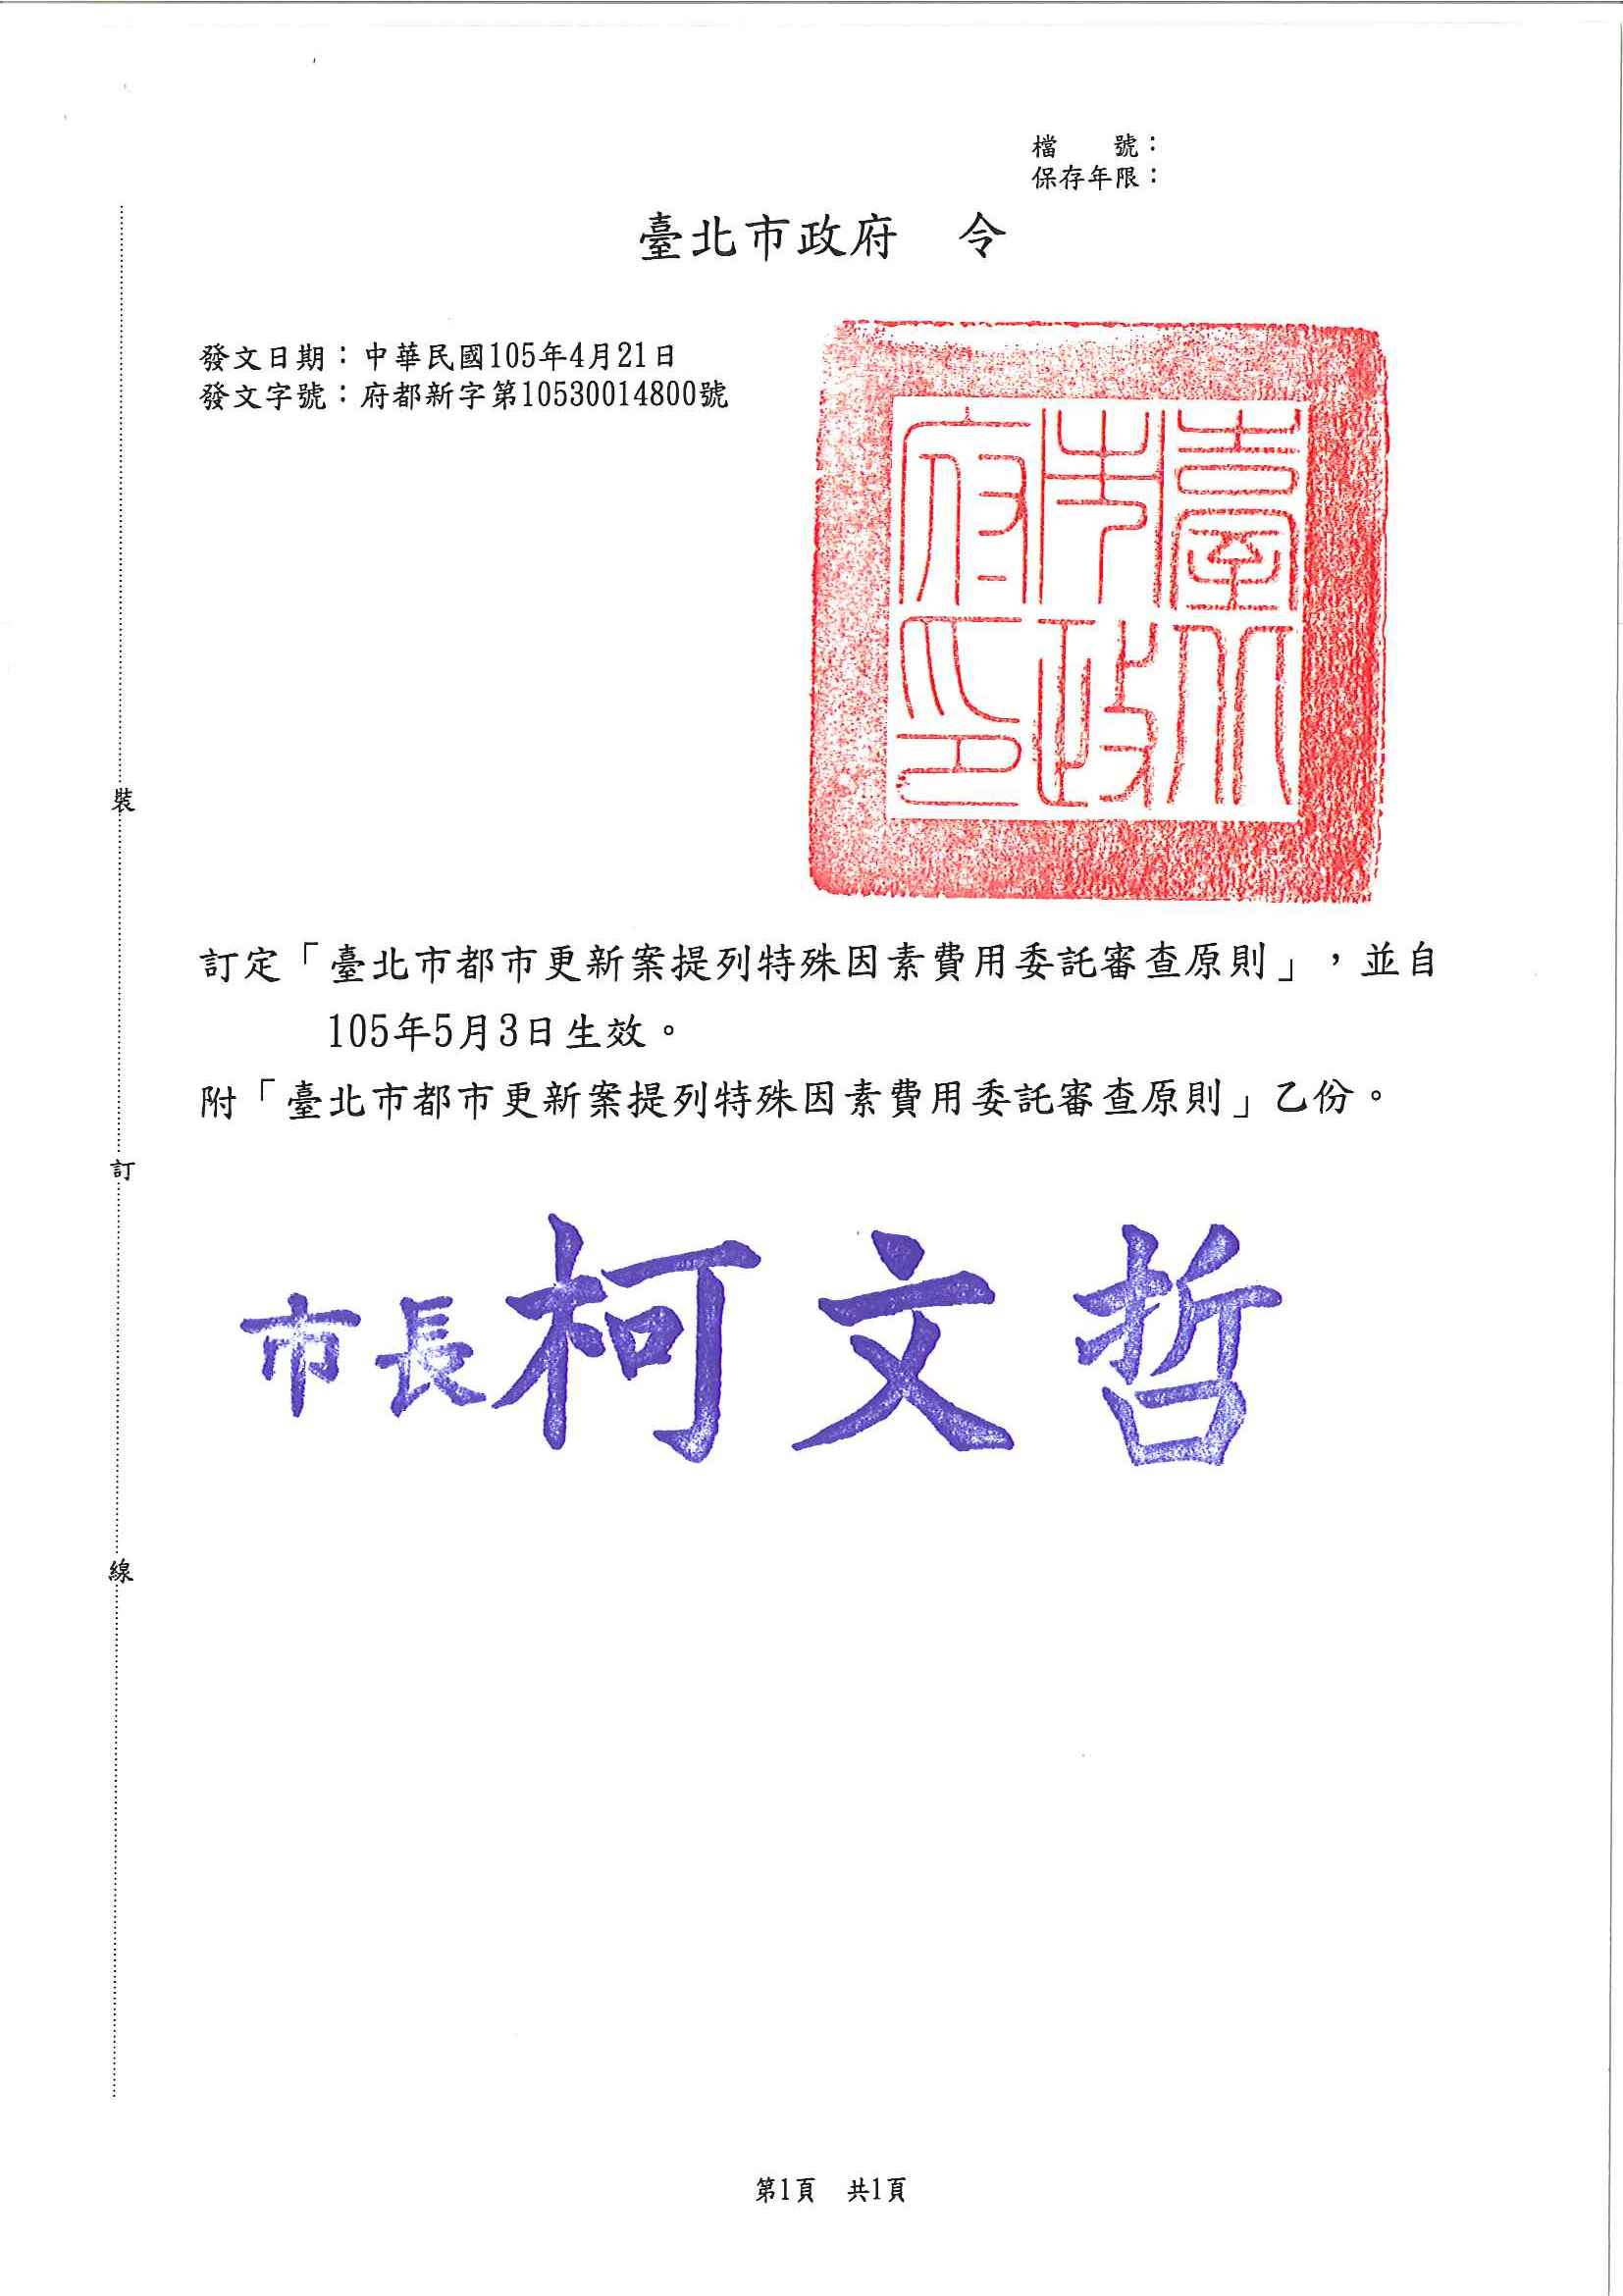 檔　　號：
保存年限：
臺北市政府　令
發文日期：中華民國105年4月21日
發文字號：府都新字第10530014800號
臺北市政府印
訂定「臺北市都市更新案提列特殊因素費用委託審查原則」，並自
105年5月3日生效。
附「臺北市都市更新案提列特殊因素費用委託審查原則」乙份。
市長柯文哲
裝
訂
線
第1頁　共1頁